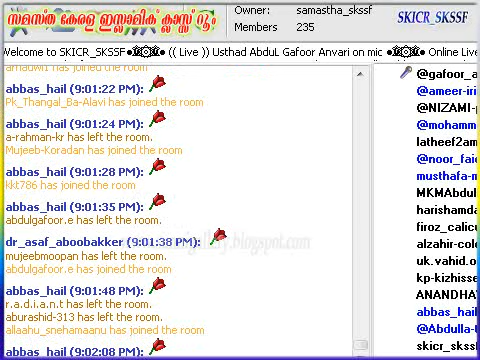 സമസ്ത കേരള ഇസ്ലാമിക് ക്ലാസ്സ് റൂം
Owner: samastha_skssf
Members 235
SKICR_SKSSF
Welcome to SKICR_SKSSF●۞● (( Live )) Usthad AbduL Gafoor Anvari on mic ●۞● Online Live
has joined the room
abbas_hail (9:01:22 PM):
Pk_Thangal_Ba-Alavi has joined the room
abbas_hail (9:01:24 PM):
a-rahman-kr has left the room.
Mujeeb-Koradan has joined the room
abbas_hail (9:01:28 PM):
kkt786 has joined the room
abbas_hail (9:01:35 PM):
abdulgafoor.e has left the room.
dr_asaf_aboobakker (9:01:38 PM):
mujeebmoopan has left the room.
abdulgafoor.e has joined the room
abbas_hail (9:01:48 PM):
r.a.d.i.a.n.t has left the room.
aburashid-313 has left the room.
allaahu_snehamaanu has joined the room
abbas_hail (9:02:08 PM):
@gafoor_a
@ameer-iri
@NIZAMI-p
@mohamm
latheef2am
@noor_faiz
musthafa-m
MKMAbdul
harishamda
firoz_calicu
alzahir-colo
uk.vahid.o
kp-kizhisse
ANANDHAY
abbas_hail
@Abdulla-
skicr_skss
.blogspot.com